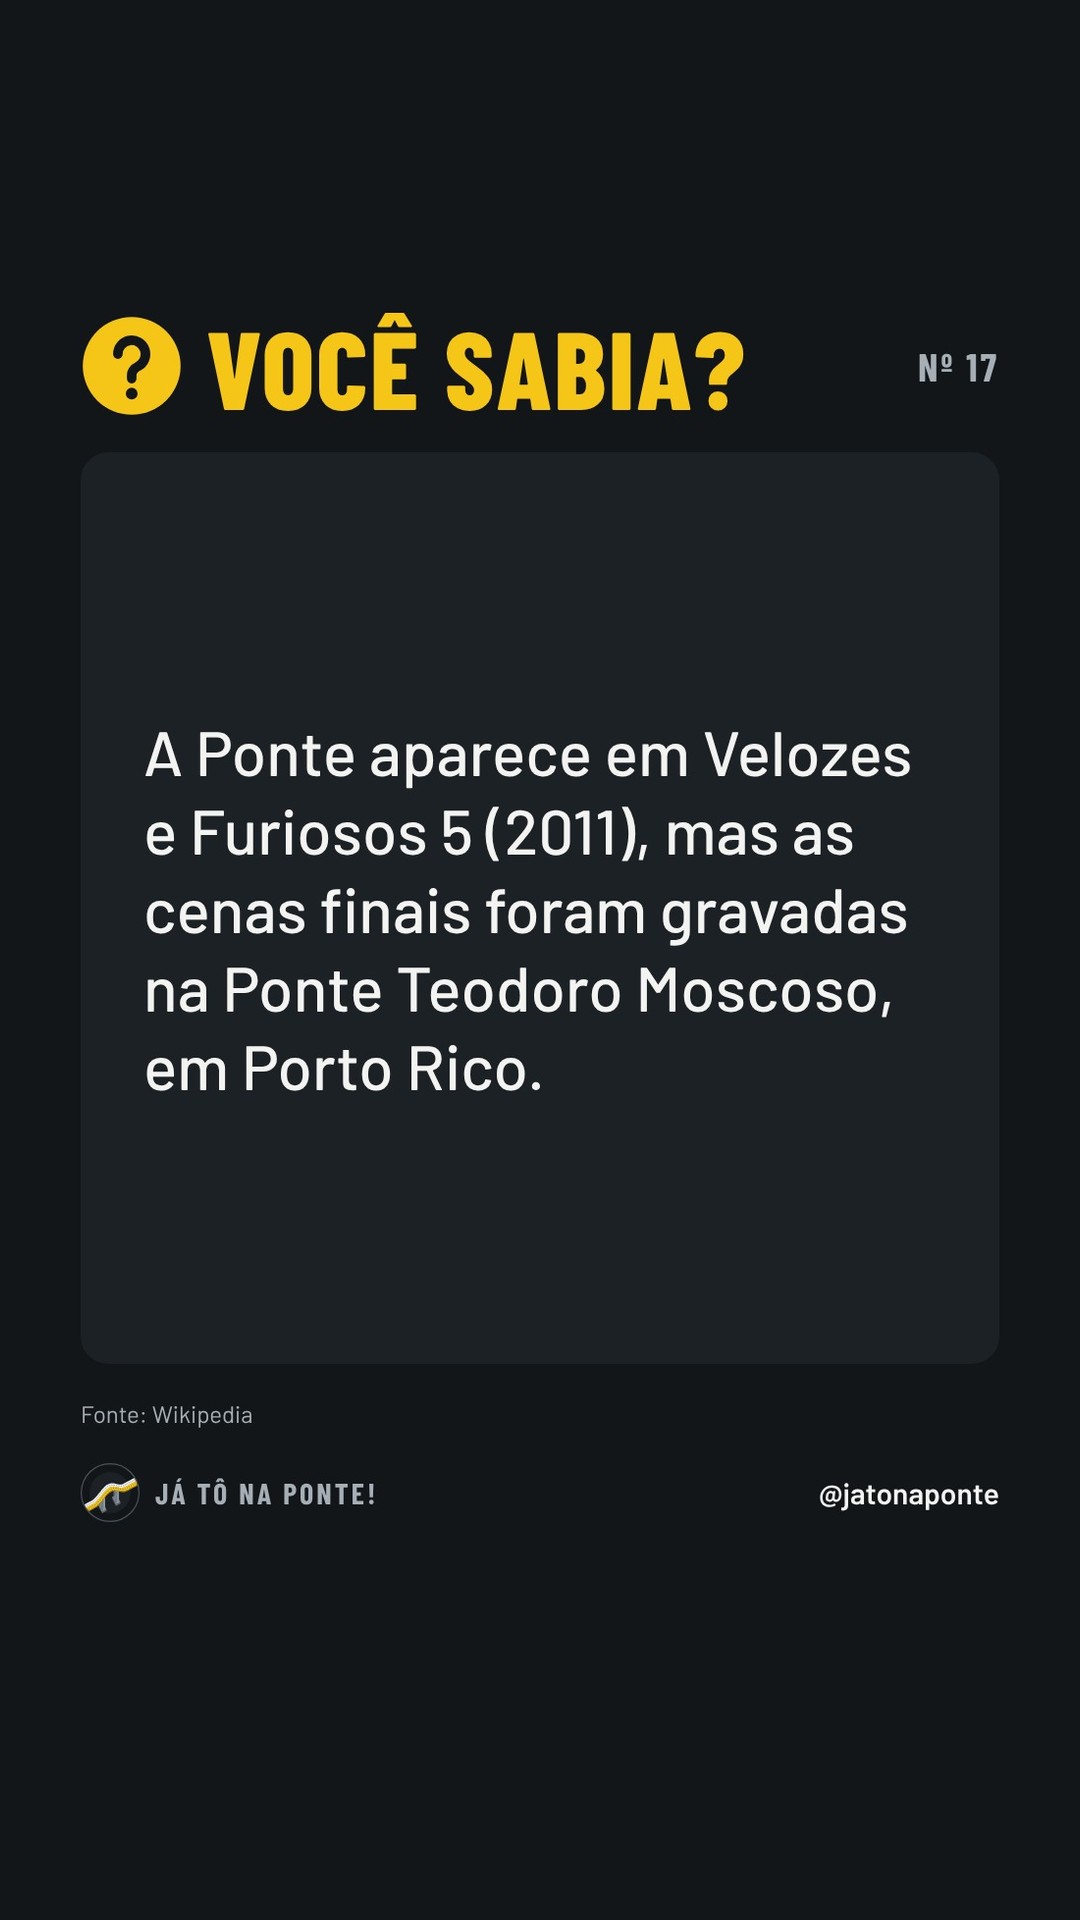 ? VOCÊ SABIA?
Nº 17
A Ponte aparece em Velozes
e Furiosos 5 (2011), mas as
cenas finais foram gravadas
na Ponte Teodoro Moscoso,
em Porto Rico.
Fonte: Wikipedia
JÁ TÔ NA PONTE!
@jatonaponte